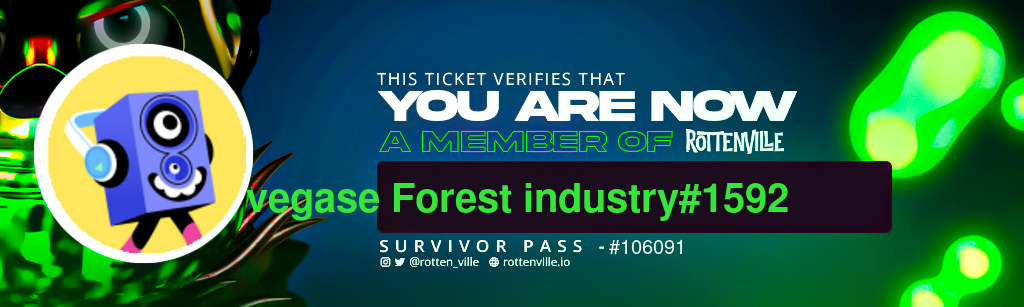 THIS TICKET VERIFIES THAT
YOU ARE NOW
A MEMBER OF ROTTENVILLE
vegase Forest industry#1592
SURVIVOR PASS - #106091
@rotten_ville rottenville.io